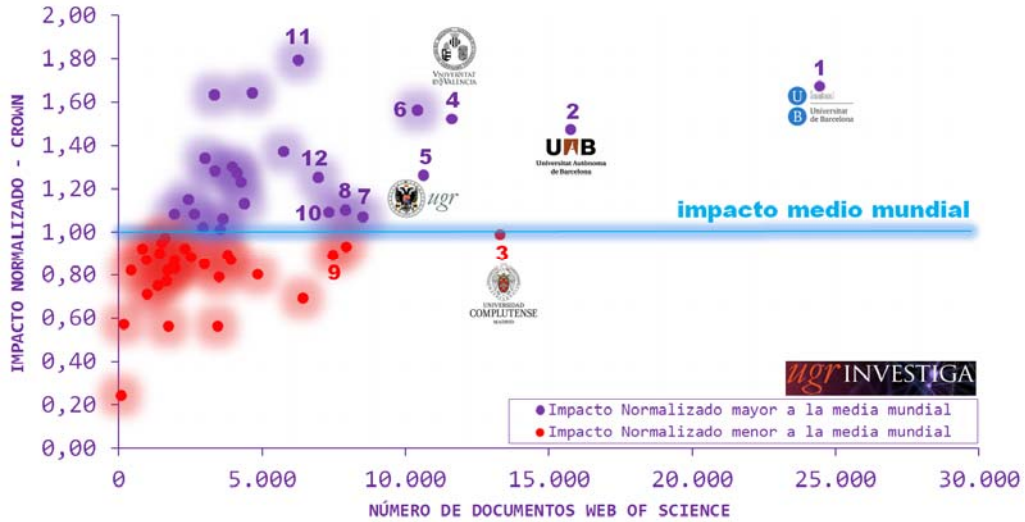 2,00
1,80
1,60
1,40
1,20
1,00
0,80
0,60
0,40
0,20
0,00
IMPACTO NORMALIZADO - CROWN
11
VNIVERSITAT
D VALÈNCIA
1
U
B
Universitat
de Barcelona
6
4
2
UAB
Universitat Autònoma
de Barcelona
12
5
ugr
8
7
10
impacto medio mundial
3
9
UNIVERSIDAD
COMPLUTENSE
MADRID
ugr INVESTIGA
Impacto Normalizado mayor a la media mundial
Impacto Normalizado menor a la media mundial
0
5.000
10.000
15.000
20.000
25.000
30.000
NÚMERO DE DOCUMENTOS WEB OF SCIENCE